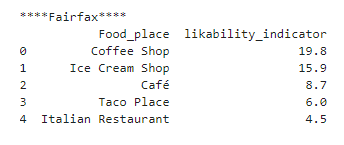 ****Fairfax****
Food_place likability_indicator
0 Coffee Shop 19.8
1 Ice Cream Shop 15.9
2 Café 8.7
3 Taco Place 6.0
4 Italian Restaurant 4.5